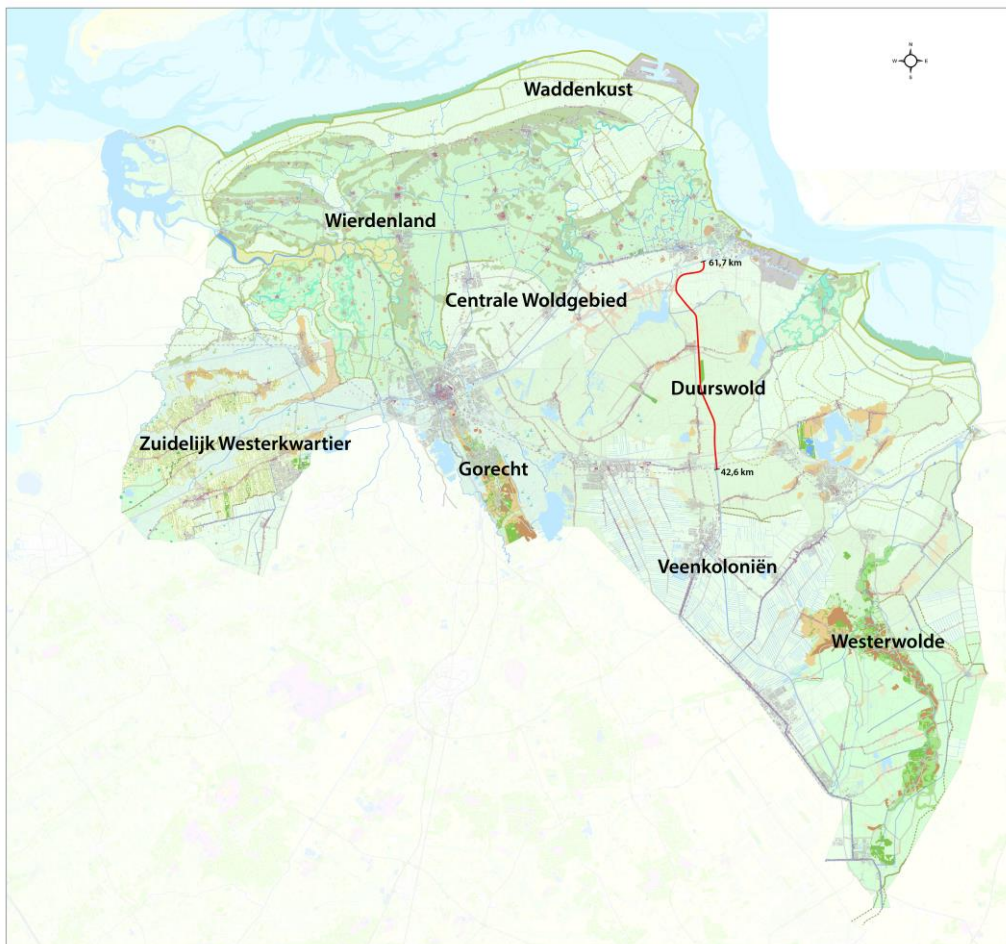 N
W
E
S
Waddenkust
Wierdenland
61,7 km
Centrale Woldgebied
Duurswold
Zuidelijk Westerkwartier
Gorecht
42,6 km
Veenkoloniën
Westerwolde